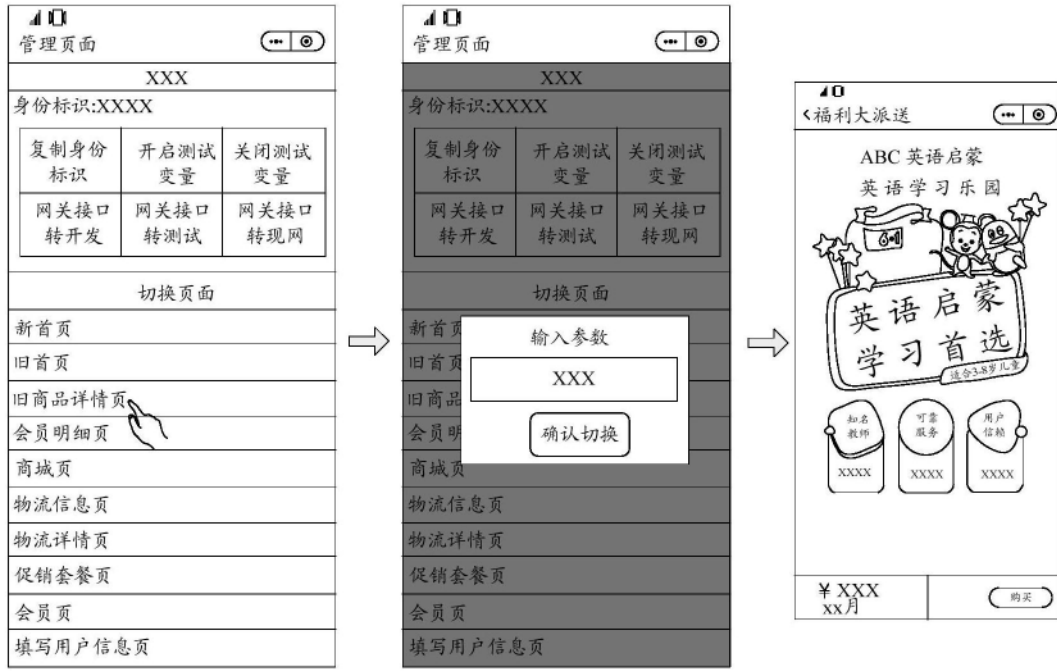 管理页面
XXX
身份标识:XXXX
复制身份
标识
开启测试
变量
关闭测试
变量
网关接口
转开发
网关接口
转测试
网关接口
转现网
切换页面
新首页
旧首页
旧商品详情页
会员明细页
商城页
物流信息页
物流详情页
促销套餐页
会员页
填写用户信息页
管理页面
XXX
身份标识:XXXX
复制身份
标识
开启测试
变量
关闭测试
变量
网关接口
转开发
网关接口
转测试
网关接口
转现网
切换页面
新首页
旧首页
旧商品
会员明
商城页
物流信息页
物流详情页
促销套餐页
会员页
填写用户信息页
输入参数
XXX
确认切换
福利大派送
ABC 英语启蒙
英语学习乐园
6·1
英语启蒙
学习首选
适合3-8岁儿童
知名
教师
XXXX
可靠
服务
XXXX
用户
信赖
XXXX
¥ XXX
xx月
购买